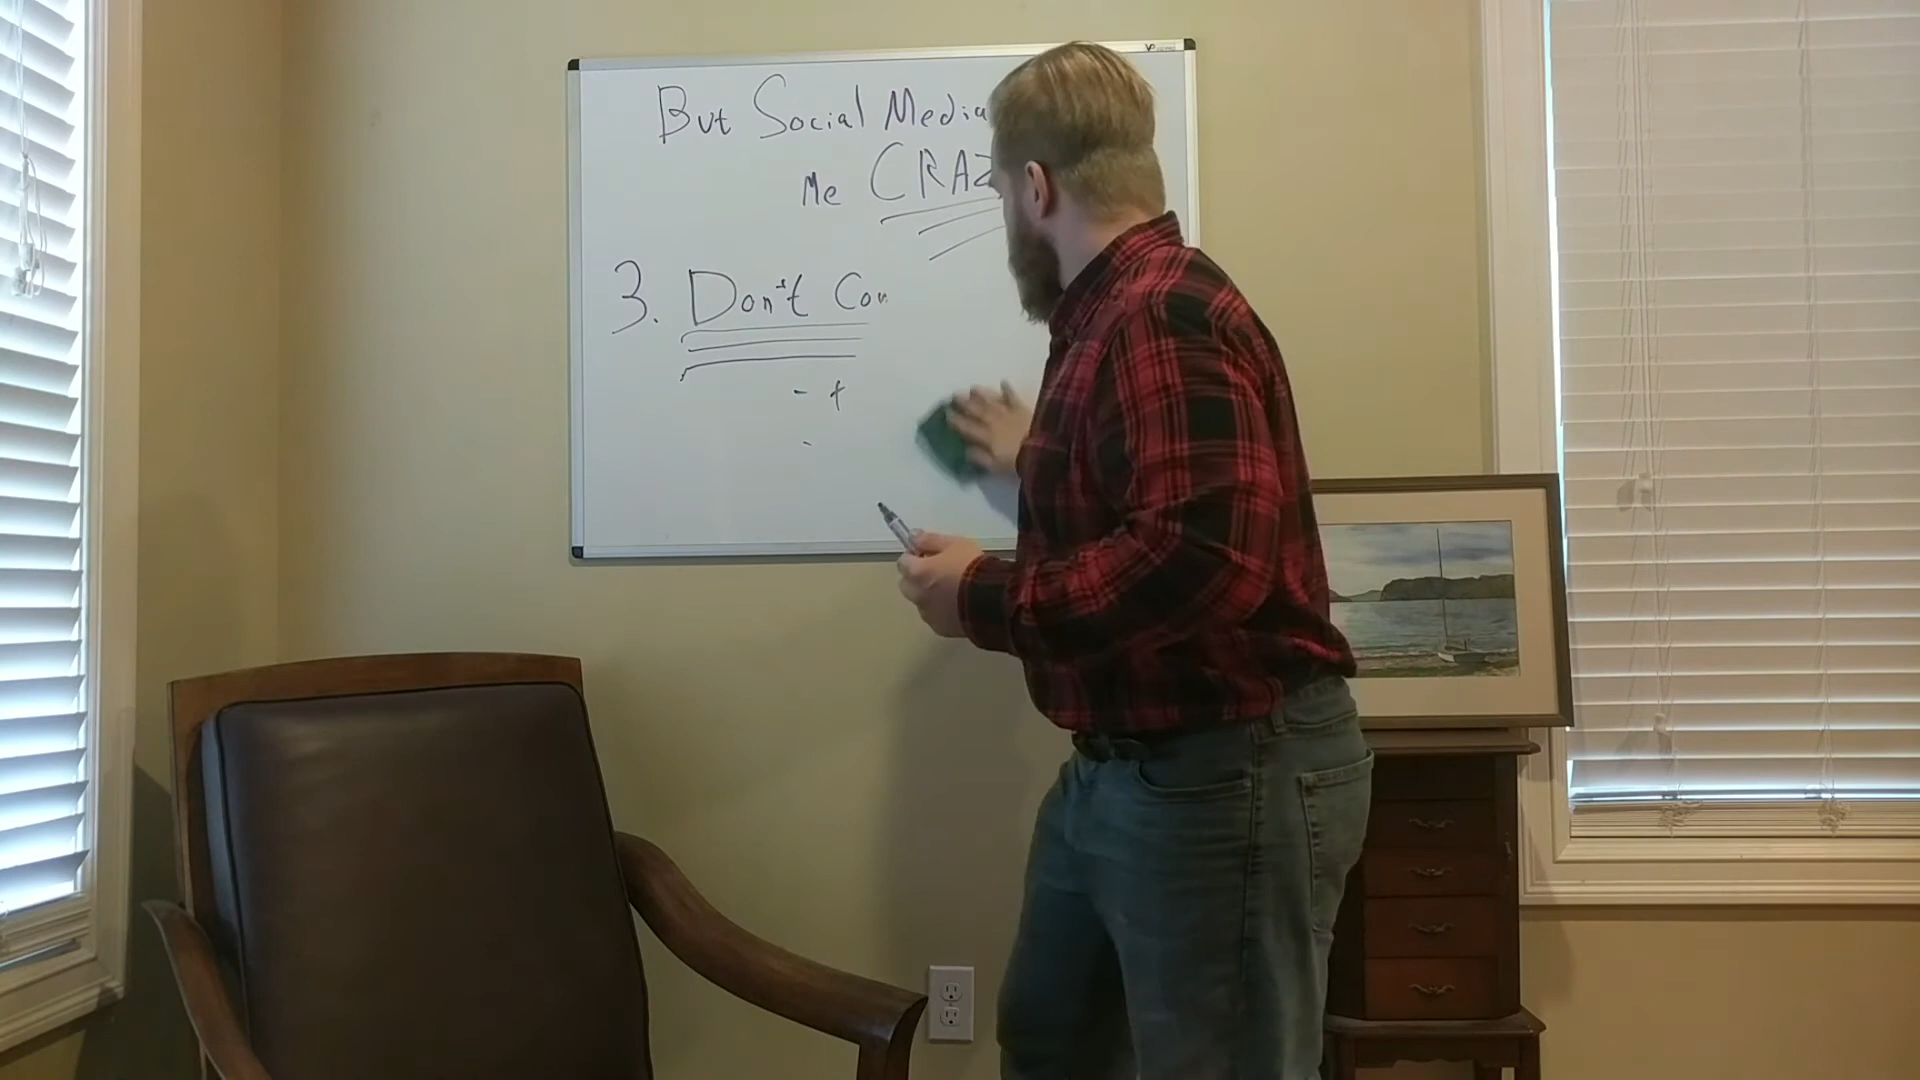 But Social Media
Me CRAZ
3. Don't Con
- +
-